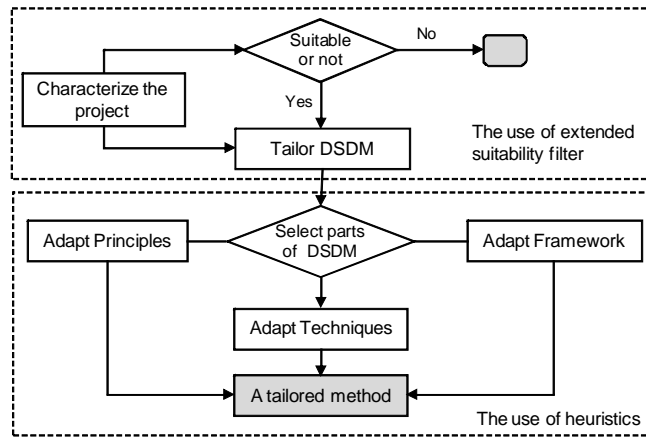 Suitable
or not
No
Characterize the
project
Yes
Tailor DSDM
The use of extended
suitability filter
Adapt Principles
Select parts
of DSDM
Adapt Framework
Adapt Techniques
A tailored method
The use of heuristics